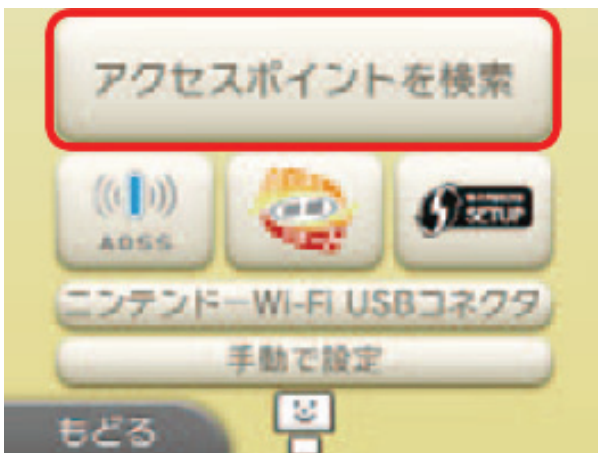 アクセスポイントを検索
AOSS
SETUP
ニンテンドーWi-Fi USBコネクタ
手動で設定
もどる